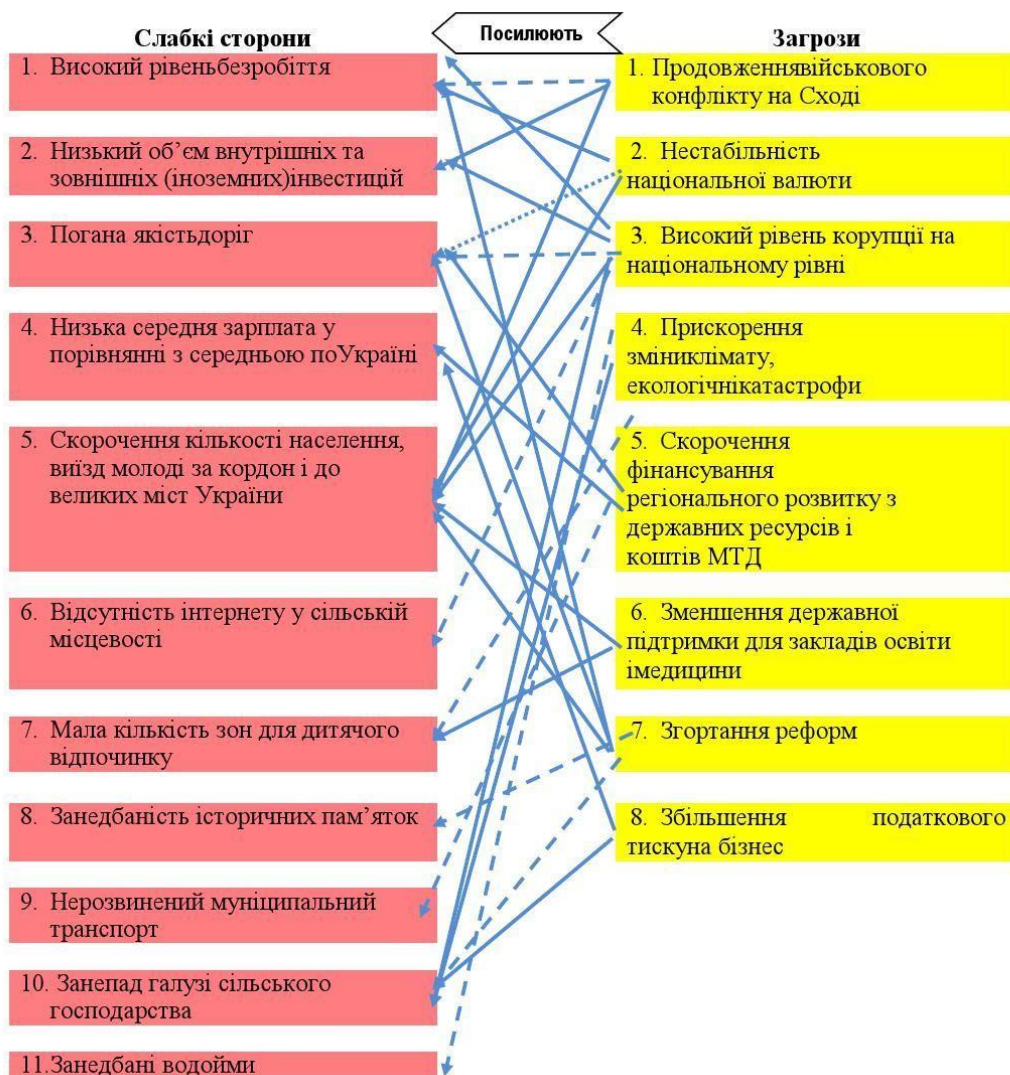 Посилюють
Слабкі сторони
Загрози
1. Високий рівеньбезробіття
2. Низький об’єм внутрішніх та
зовнішніх (іноземних)інвестицій
3. Погана якістьдоріг
4. Низька середня зарплата у
порівнянні з середньою поУкраїні
5. Скорочення кількості населення,
виїзд молоді за кордон і до
великих міст України
6. Відсутність інтернету у сільській
місцевості
7. Мала кількість зон для дитячого
відпочинку
8. Занедбаність історичних пам’яток
9. Нерозвинений муніципальний
транспорт
10. Занепад галузі сільського
господарства
11.Занедбані водойми
1. Продовженнявійськового
конфлікту на Сході
2. Нестабільність
національної валюти
3. Високий рівень корупції на
національному рівні
4. Прискорення
зміниклімату,
екологічнікатастрофи
5. Скорочення
фінансування
регіонального розвитку з
державних ресурсів і
коштів МТД
6. Зменшення державної
підтримки для закладів освіти
імедицини
7. Згортання реформ
8. Збільшення податкового
тискуна бізнес